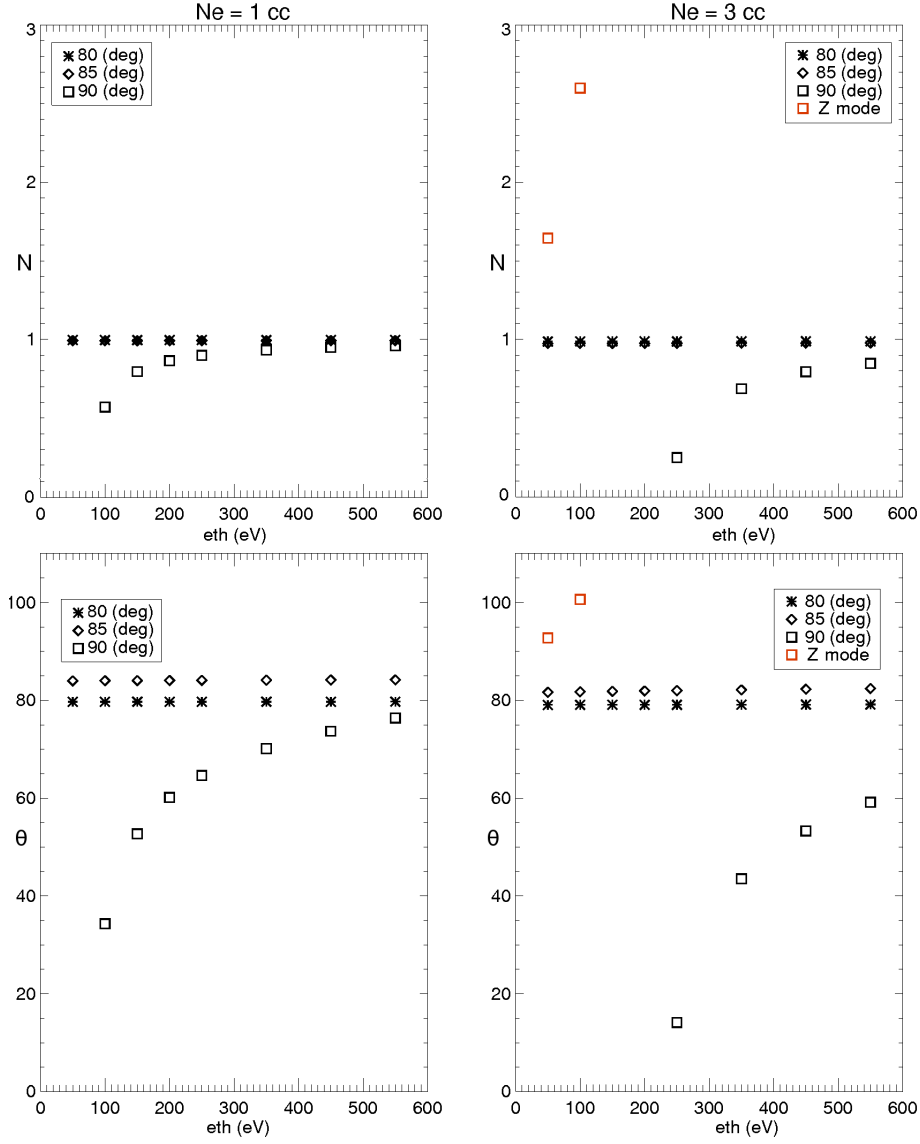 Ne = 1 cc
3
2
1
0
N
80 (deg)
85 (deg)
90 (deg)
0 100 200 300 400 500 600
eth (eV)
Ne = 3 cc
3
2
1
0
N
80 (deg)
85 (deg)
90 (deg)
Z mode
0 100 200 300 400 500 600
eth (eV)
100
80
60
40
20
0
θ
80 (deg)
85 (deg)
90 (deg)
0 100 200 300 400 500 600
eth (eV)
100
80
60
40
20
0
θ
80 (deg)
85 (deg)
90 (deg)
Z mode
0 100 200 300 400 500 600
eth (eV)